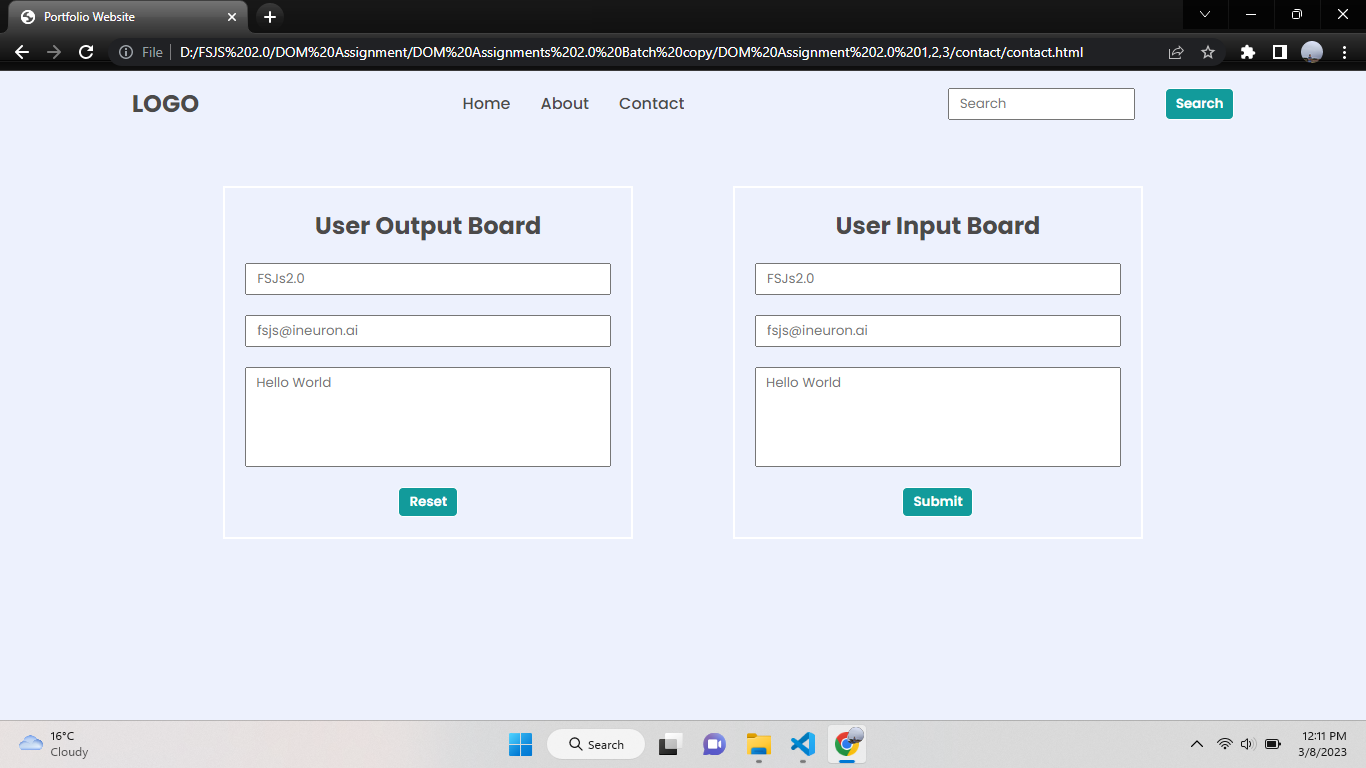 Portfolio Website
File
D:/FSJS%202.0/DOM%20Assignment/DOM%20Assignments%202.0%20Batch%20copy/DOM%20Assignment%202.0%201,2,3/contact/contact.html
LOGO
Home
About
Contact
Search
Search
User Output Board
FSJs2.0
fsjs@ineuron.ai
Hello World
Reset
User Input Board
FSJs2.0
fsjs@ineuron.ai
Hello World
Submit
16°C
Cloudy
Search
12:11 PM
3/8/2023